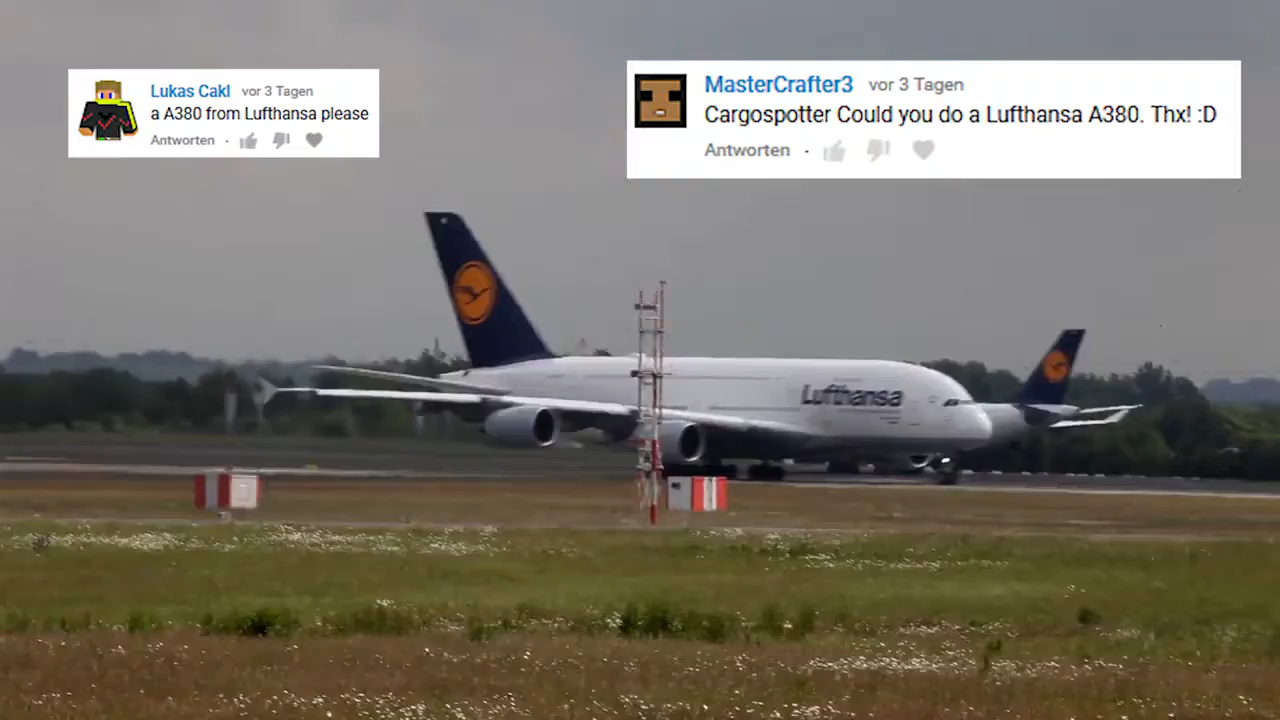 Lukas Cakl vor 3 Tagen
a A380 from Lufthansa please
Antworten ·
MasterCrafter3 vor 3 Tagen
Cargospotter Could you do a Lufthansa A380. Thx! :D
Antworten ·
Lufthansa